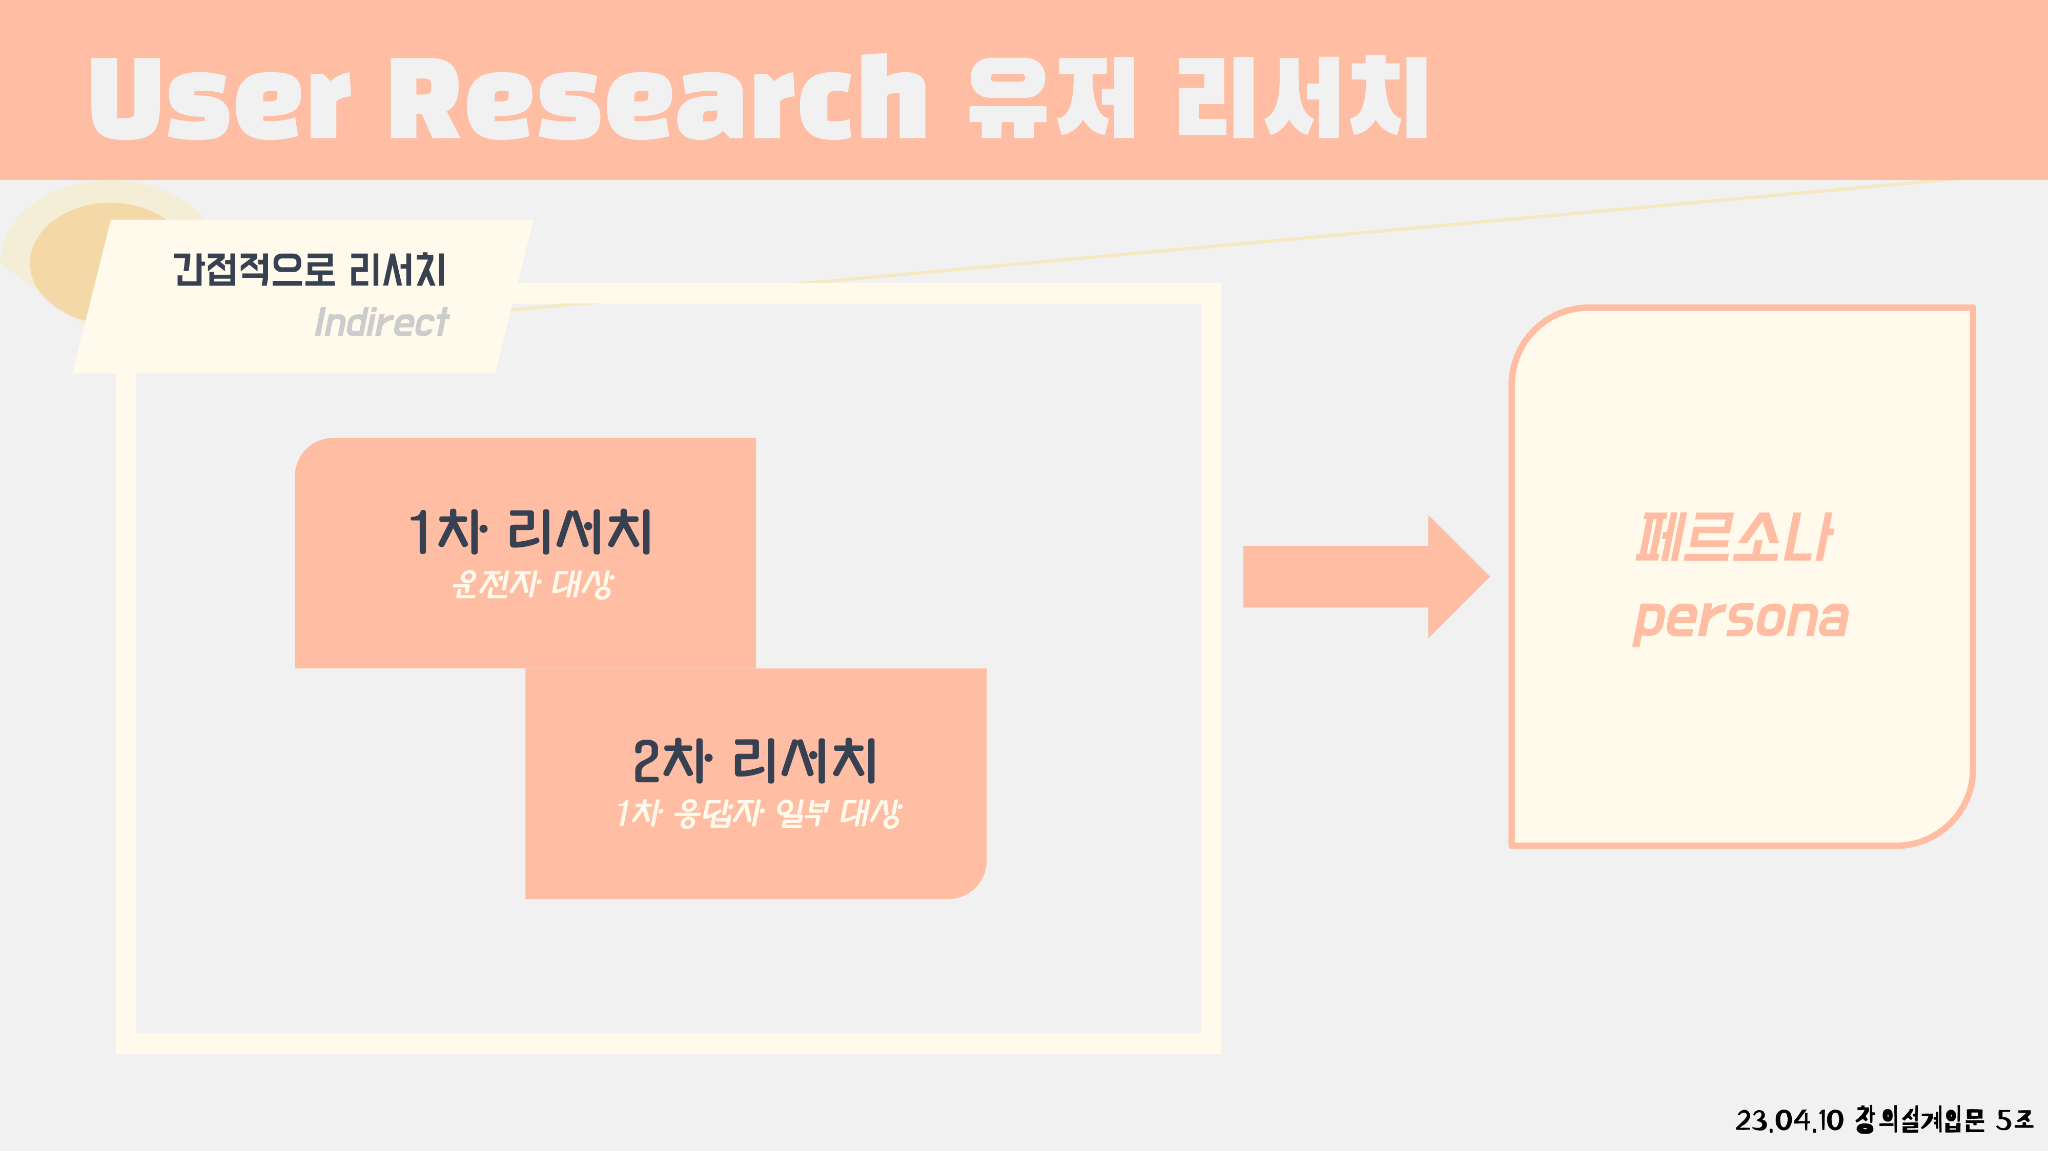 User Research 유저 리서치
간접적으로 리서치
Indirect
1차 리서치
운전자 대상
2차 리서치
1차 응답자 일부 대상
페르소나
persona
23.04.10 창의설계입문 5조